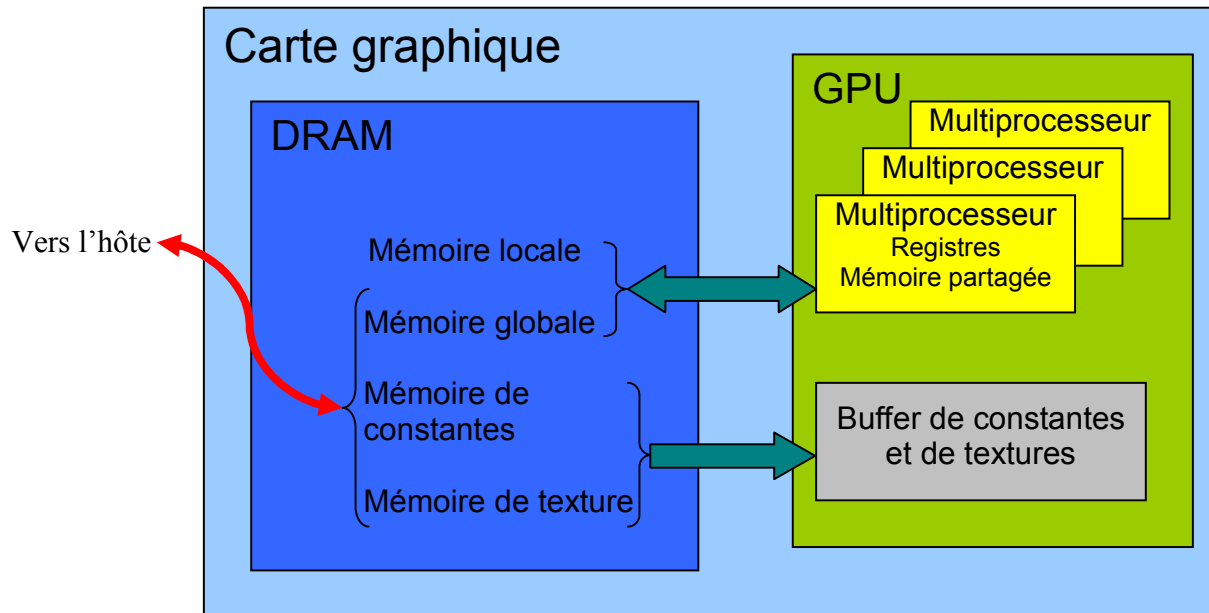 Carte graphique
DRAM
Vers l'hôte
Mémoire locale
Mémoire globale
Mémoire de
constantes
Mémoire de texture
GPU
Multiprocesseur
Multiprocesseur
Multiprocesseur
Registres
Mémoire partagée
Buffer de constantes
et de textures